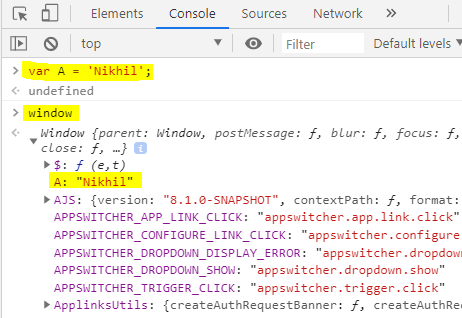 Elements Console Sources Network »
top Filter Default levels
> var A = 'Nikhil';
undefined
> window
Window {parent: Window, postMessage: ƒ, blur: ƒ, focus: ƒ,
close: ƒ, …} i
$: ƒ (e,t)
A: "Nikhil"
AJS: {version: "8.1.0-SNAPSHOT", contextPath: ƒ, format:
APPSWITCHER_APP_LINK_CLICK: "appswitcher.app.link.click"
APPSWITCHER_CONFIGURE_LINK_CLICK: "appswitcher.configure
APPSWITCHER_DROPDOWN_DISPLAY_ERROR: "appswitcher.dropdow
APPSWITCHER_DROPDOWN_SHOW: "appswitcher.dropdown.show"
APPSWITCHER_TRIGGER_CLICK: "appswitcher.trigger.click"
ApplinksUtils: {createAuthRequestBanner: ƒ, createAuthRe